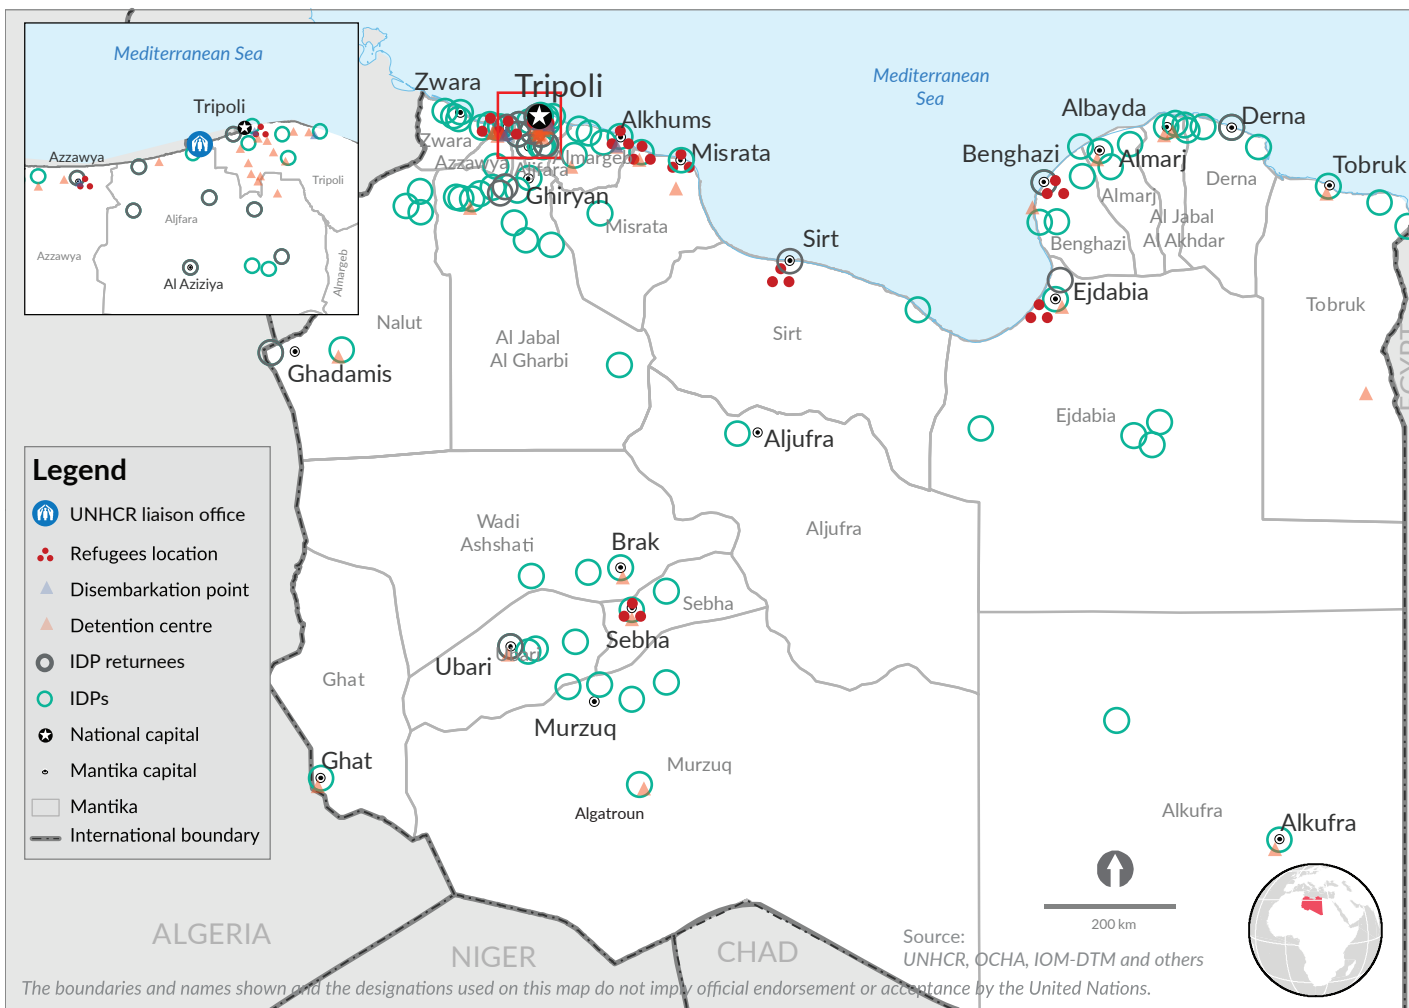 Mediterranean Sea
Tripoli
Azzawya
Tripoli
Aljfara
Azzawya
Almargeb
Al Aziziya
Mediterranean
Sea
Zwara
Tripoli
Alkhums
Misrata
Zwara
Azzawya
Almargeb
Aljfara
Ghiryan
Misrata
Albayda
Derna
Benghazi
Almarj
Tobruk
Derna
Almarj
Al Jabal
Al Akhdar
Benghazi
Sirt
Ejdabia
Tobruk
EGYPT
Nalut
Al Jabal
Al Gharbi
Sirt
Ghadamis
Ejdabia
Aljufra
Aljufra
Wadi
Ashshati
Brak
Sebha
Sebha
Ubari
Ubari
Ghat
Murzuq
Ghat
Murzuq
Algatroun
Alkufra
Alkufra
Legend
UNHCR liaison office
Refugees location
Disembarkation point
Detention centre
IDP returnees
IDPs
National capital
Mantika capital
Mantika
International boundary
200 km
ALGERIA
NIGER
CHAD
Source:
UNHCR, OCHA, IOM-DTM and others
The boundaries and names shown and the designations used on this map do not imply official endorsement or acceptance by the United Nations.